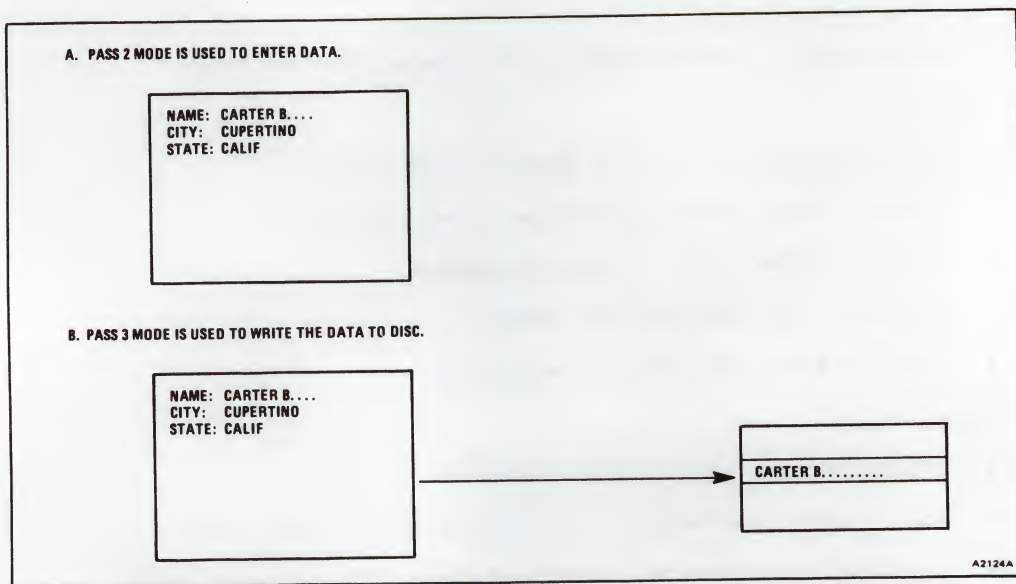 A. PASS 2 MODE IS USED TO ENTER DATA.
NAME: CARTER B....
CITY: CUPERTINO
STATE: CALIF
B. PASS 3 MODE IS USED TO WRITE THE DATA TO DISC.
NAME: CARTER B....
CITY: CUPERTINO
STATE: CALIF
CARTER B.........
A2124A